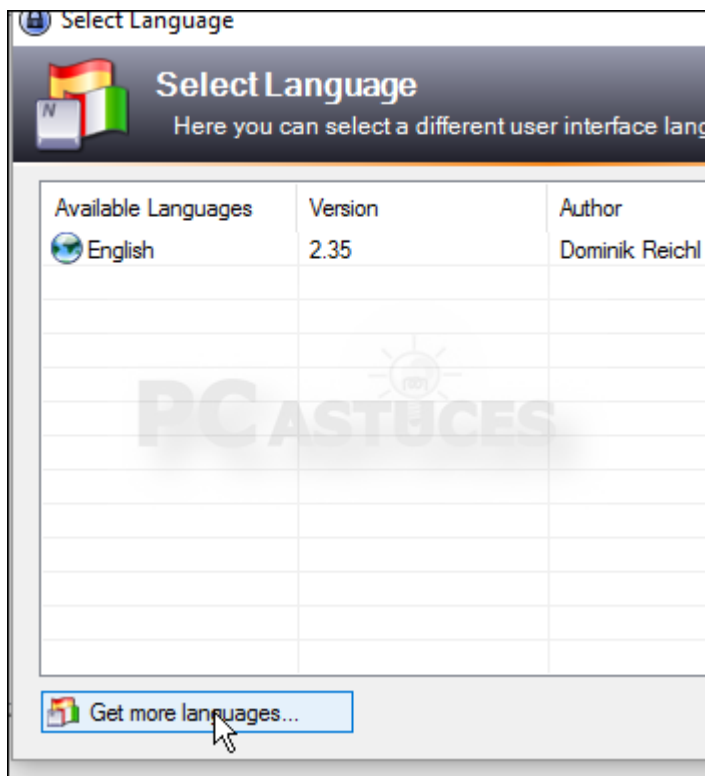 Select Language
Select Language
Here you can select a different user interface lang
Available Languages Version Author
English 2.35 Dominik Reichl
PC ASTUCES
Get more languages...